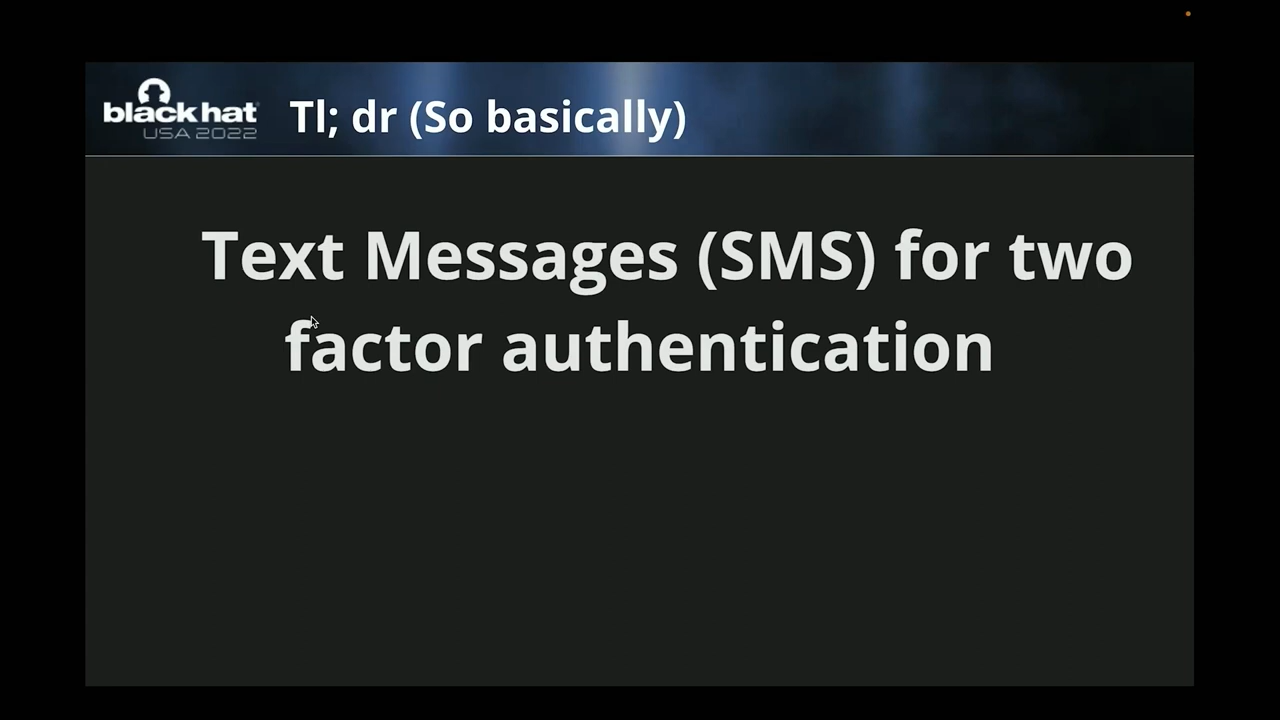 black hat
USA 2022
Tl; dr (So basically)
Text Messages (SMS) for two
factor authentication